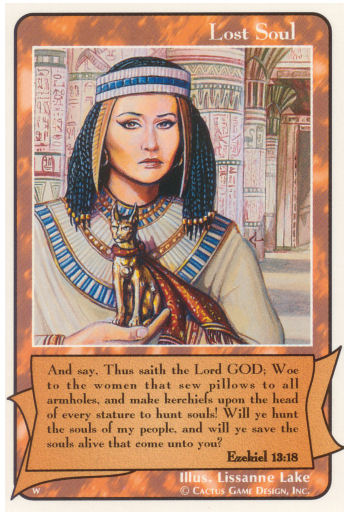 Lost Soul
And say, Thus saith the Lord GOD; Woe
to the women that sew pillows to all
armholes, and make kerchiefs upon the head
of every stature to hunt souls! Will ye hunt
the souls of my people, and will ye save the
souls alive that come unto you?
Ezekiel 13:18
Illus. Lissanne Lake
W
© CACTUS GAME DESIGN, INC.